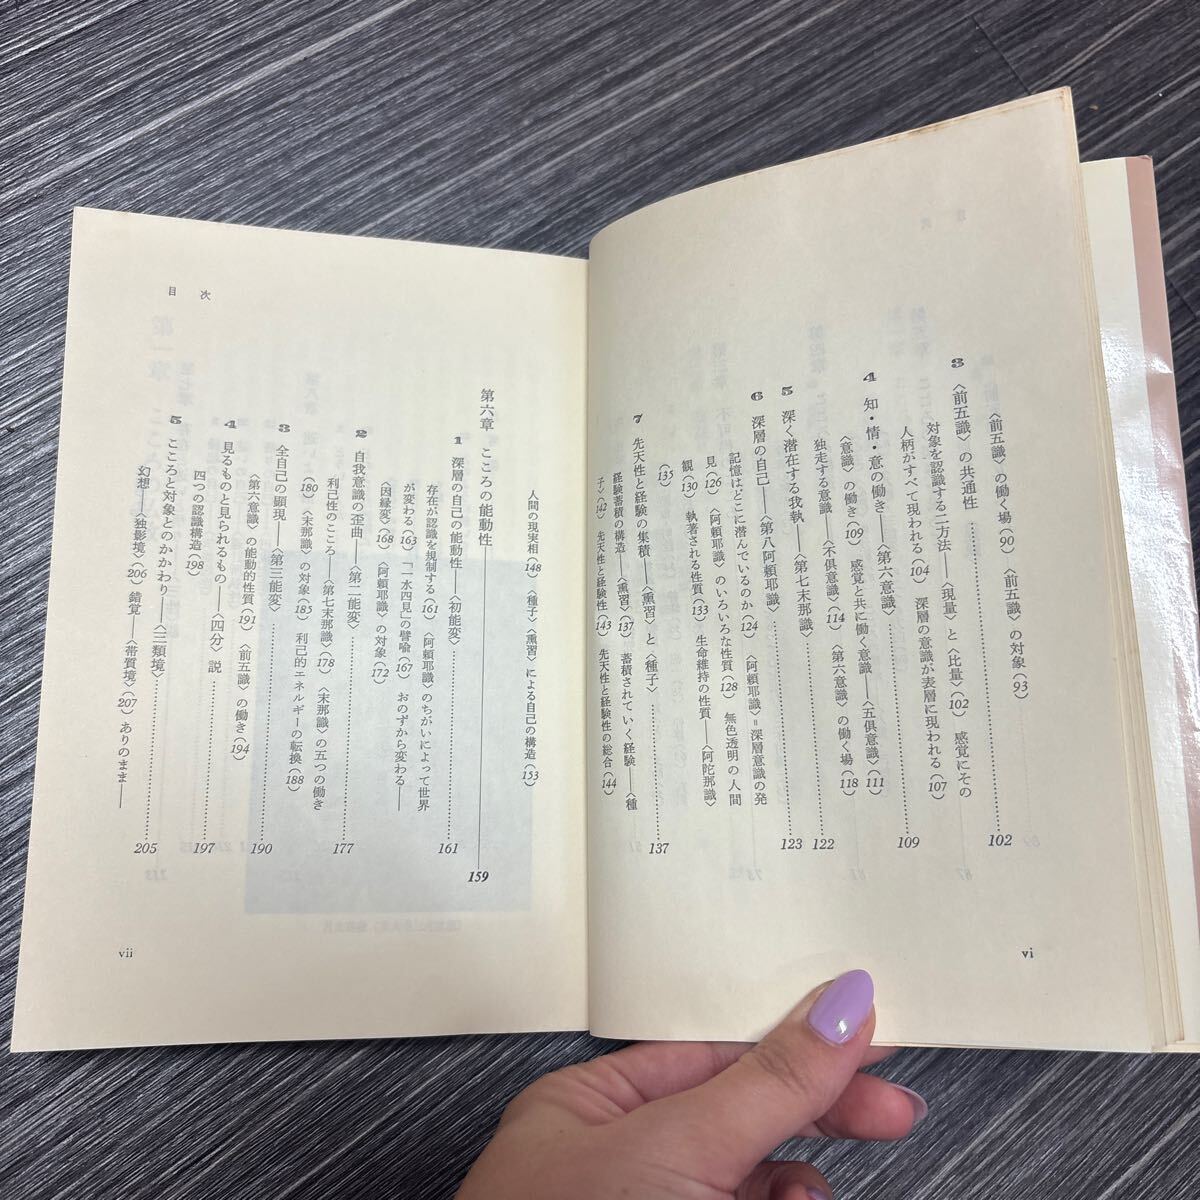 〈前五識〉の働く場(90) 〈前五識〉の対象(93)
3 〈前五識〉の共通性 102
対象を認識する二方法——〈現量〉と〈比量〉(102) 感覚にその
人柄がすべて現われる(104) 深層の意識が表層に現われる(107)
4 知・情・意の働き——〈第六意識〉 109
〈意識〉の働き(109) 感覚と共に働く意識——〈五俱意識〉(111)
独走する意識——〈不俱意識〉(114) 〈第六意識〉の働く場(118)
5 深く潜在する我執——〈第七末那識〉 122
6 深層の自己——〈第八阿頼耶識〉 123
記憶はどこに潜んでいるのか(124) 〈阿頼耶識〉=深層意識の発
見(126) 〈阿頼耶識〉のいろいろな性質(128) 無色透明の人間
観(130) 執著される性質(133) 生命維持の性質——〈阿陀那識〉
(135)
7 先天性と経験の集積——〈熏習〉と〈種子〉 137
経験蓄積の構造——〈熏習〉(137) 蓄積されていく経験——〈種
子〉(142) 先天性と経験性(143) 先天性と経験性の総合(144)
vi
目次
人間の現実相(148) 〈種子〉〈熏習〉による自己の構造(153)
第六章 こころの能動性 159
1 深層の自己の能動性——〈初能変〉 161
存在が認識を規制する(161) 〈阿頼耶識〉のちがいによって世界
が変わる(163) 「一水四見」の譬喩(167) おのずから変わる——
〈因縁変〉(168) 〈阿頼耶識〉の対象(172)
2 自我意識の歪曲——〈第二能変〉 177
利己性のこころ——〈第七末那識〉(178) 〈末那識〉の五つの働き
(180) 〈末那識〉の対象(185) 利己的エネルギーの転換(188)
3 全自己の顕現——〈第三能変〉 190
〈第六意識〉の能動的性質(191) 〈前五識〉の働き(194)
4 見るものと見られるもの——〈四分〉説 197
四つの認識構造(198)
5 こころと対象とのかかわり——〈三類境〉 205
幻想——〈独影境〉(206) 錯覚——〈帯質境〉(207) ありのまま——
vii